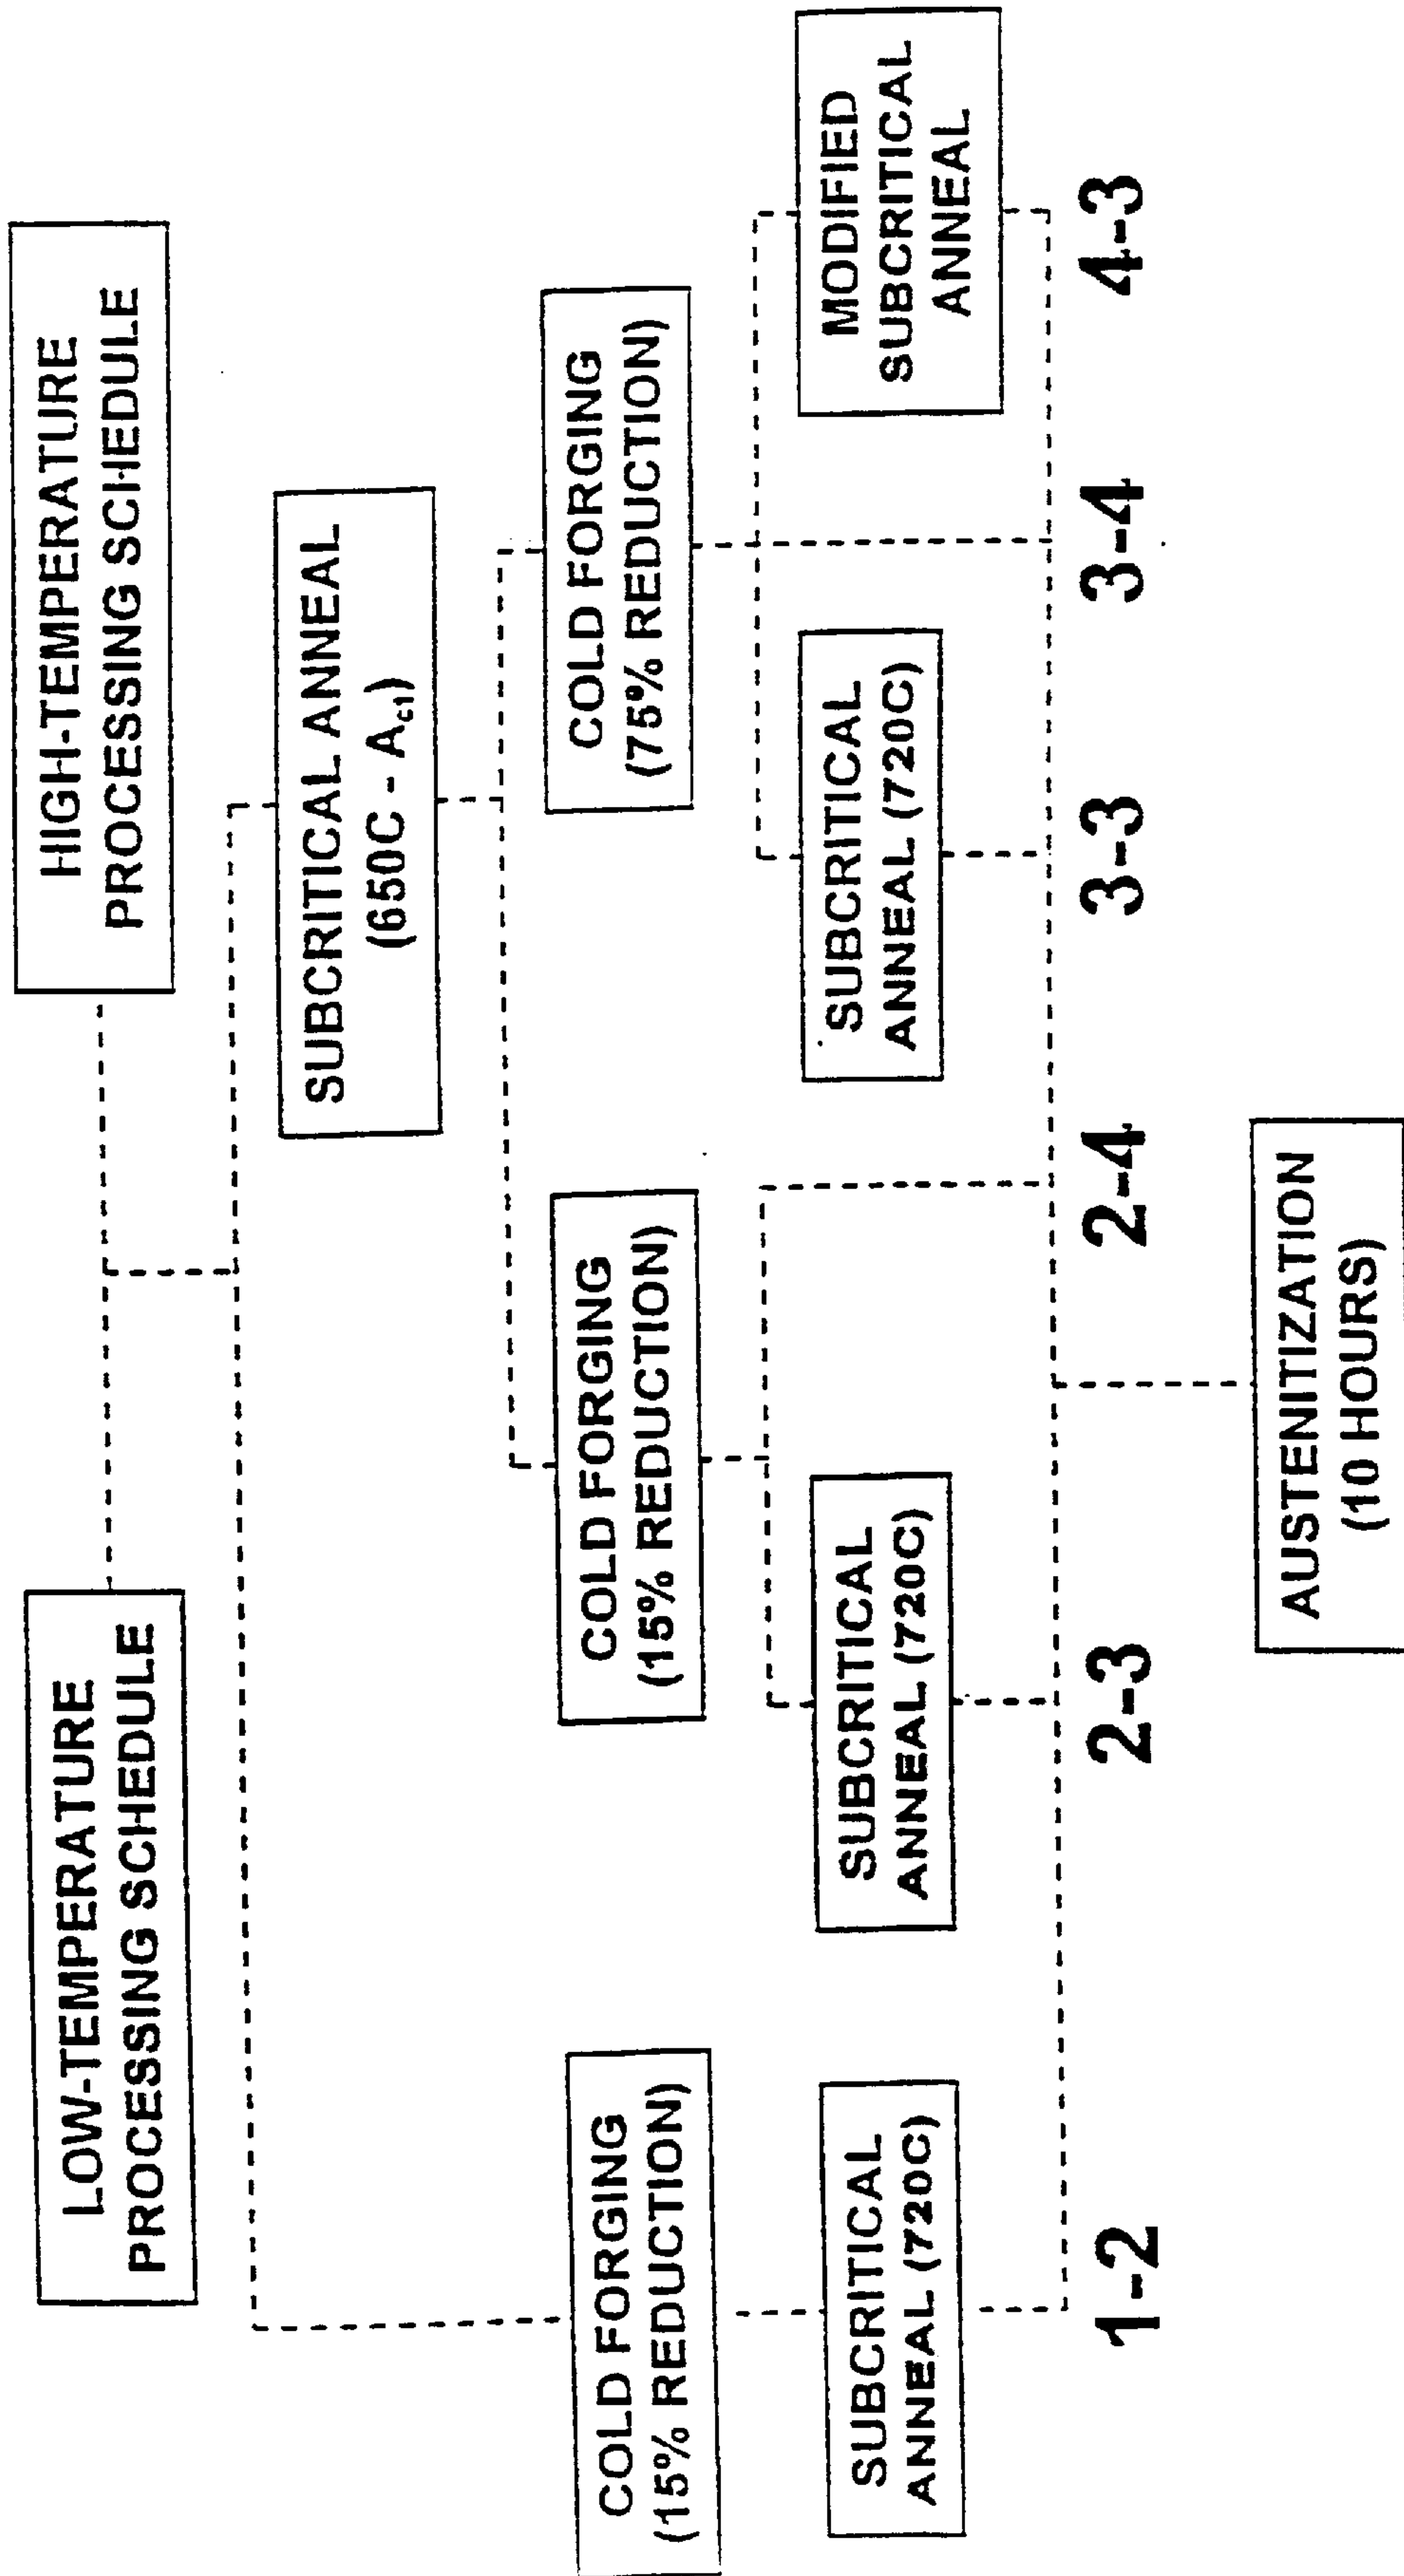 LOW-TEMPERATURE
PROCESSING SCHEDULE
HIGH-TEMPERATURE
PROCESSING SCHEDULE
SUBCRITICAL ANNEAL
(650C - Ac1)
COLD FORGING
(15% REDUCTION)
COLD FORGING
(15% REDUCTION)
COLD FORGING
(75% REDUCTION)
SUBCRITICAL
ANNEAL (720C)
SUBCRITICAL
ANNEAL (720C)
SUBCRITICAL
ANNEAL (720C)
MODIFIED
SUBCRITICAL
ANNEAL
1-2
2-3
2-4
3-3
3-4
4-3
AUSTENITIZATION
(10 HOURS)